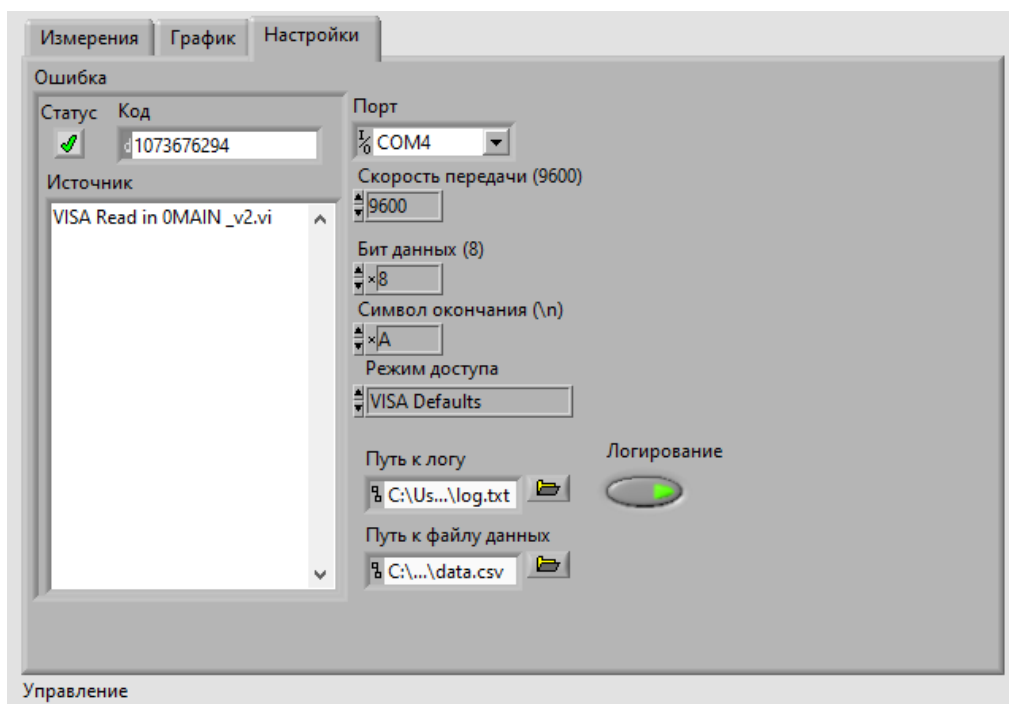 Измерения График Настройки
Ошибка
Статус Код
d 1073676294
Источник
VISA Read in 0MAIN _v2.vi
Порт
I/O COM4
Скорость передачи (9600)
9600
Бит данных (8)
×8
Символ окончания (\n)
×A
Режим доступа
VISA Defaults
Путь к логу
C:\Us...\log.txt
Логирование
Путь к файлу данных
C:\...\data.csv
Управление